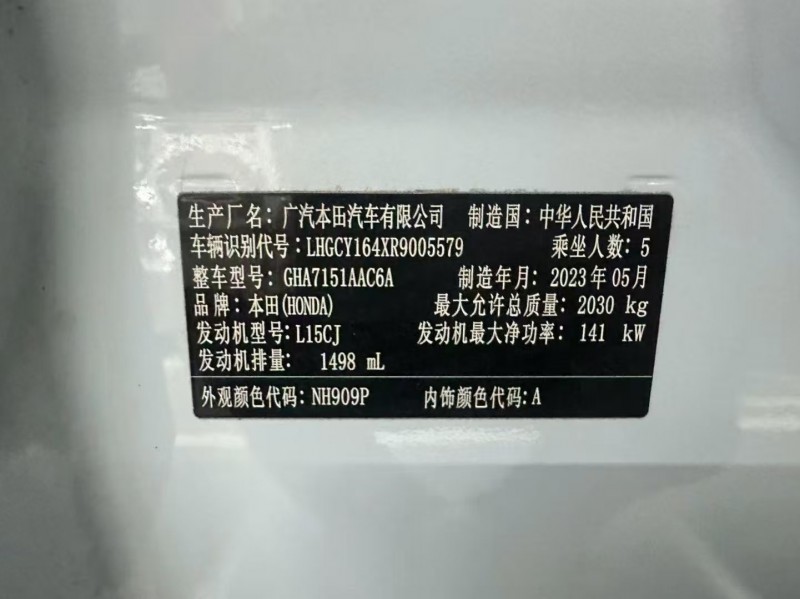 生产厂名：广汽本田汽车有限公司 制造国：中华人民共和国
车辆识别代号：LHGCY164XR9005579 乘坐人数：5
整车型号：GHA7151AAC6A 制造年月：2023年05月
品牌：本田(HONDA) 最大允许总质量：2030 kg
发动机型号：L15CJ 发动机最大净功率：141 kW
发动机排量：1498 mL
外观颜色代码：NH909P 内饰颜色代码：A